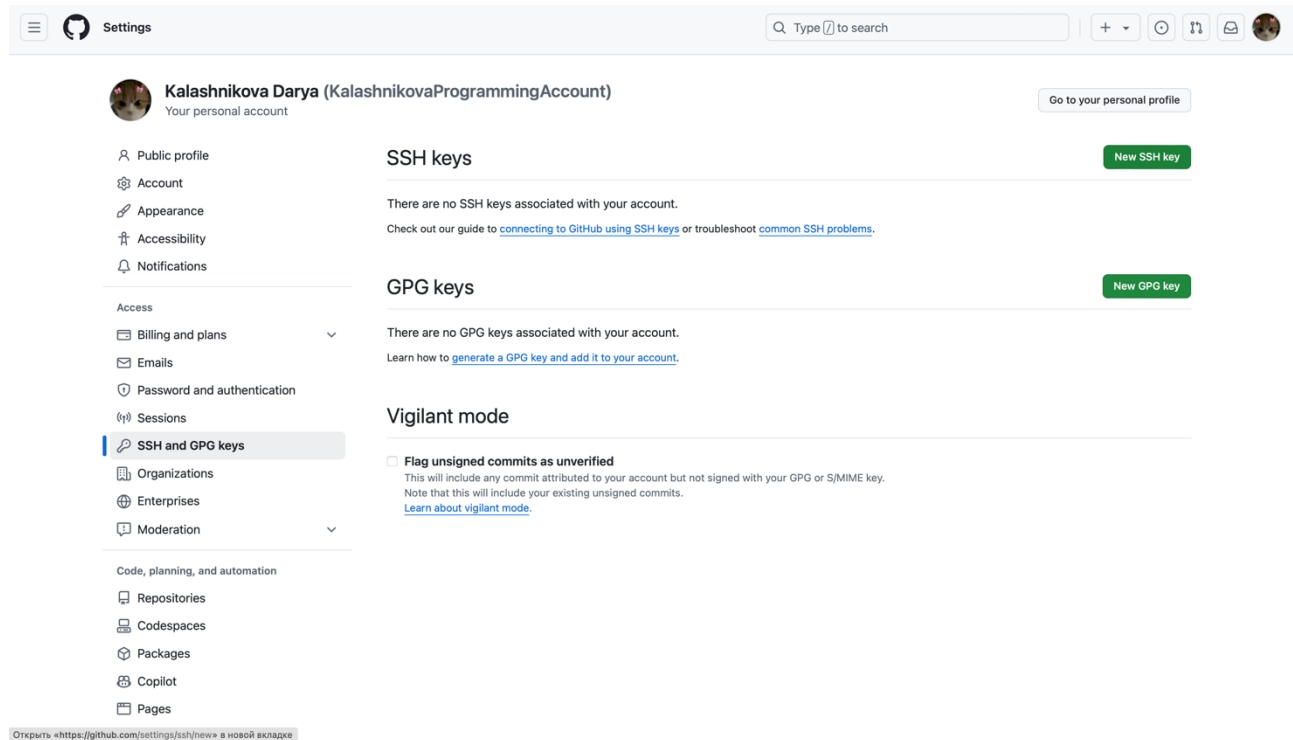 Settings
Type / to search
Kalashnikova Darya (KalashnikovaProgrammingAccount)
Your personal account
Go to your personal profile
Public profile
Account
Appearance
Accessibility
Notifications
Access
Billing and plans
Emails
Password and authentication
Sessions
SSH and GPG keys
Organizations
Enterprises
Moderation
Code, planning, and automation
Repositories
Codespaces
Packages
Copilot
Pages
SSH keys
New SSH key
There are no SSH keys associated with your account.
Check out our guide to connecting to GitHub using SSH keys or troubleshoot common SSH problems.
GPG keys
New GPG key
There are no GPG keys associated with your account.
Learn how to generate a GPG key and add it to your account.
Vigilant mode
Flag unsigned commits as unverified
This will include any commit attributed to your account but not signed with your GPG or S/MIME key.
Note that this will include your existing unsigned commits.
Learn about vigilant mode.
Открыть «https://github.com/settings/ssh/new» в новой вкладке